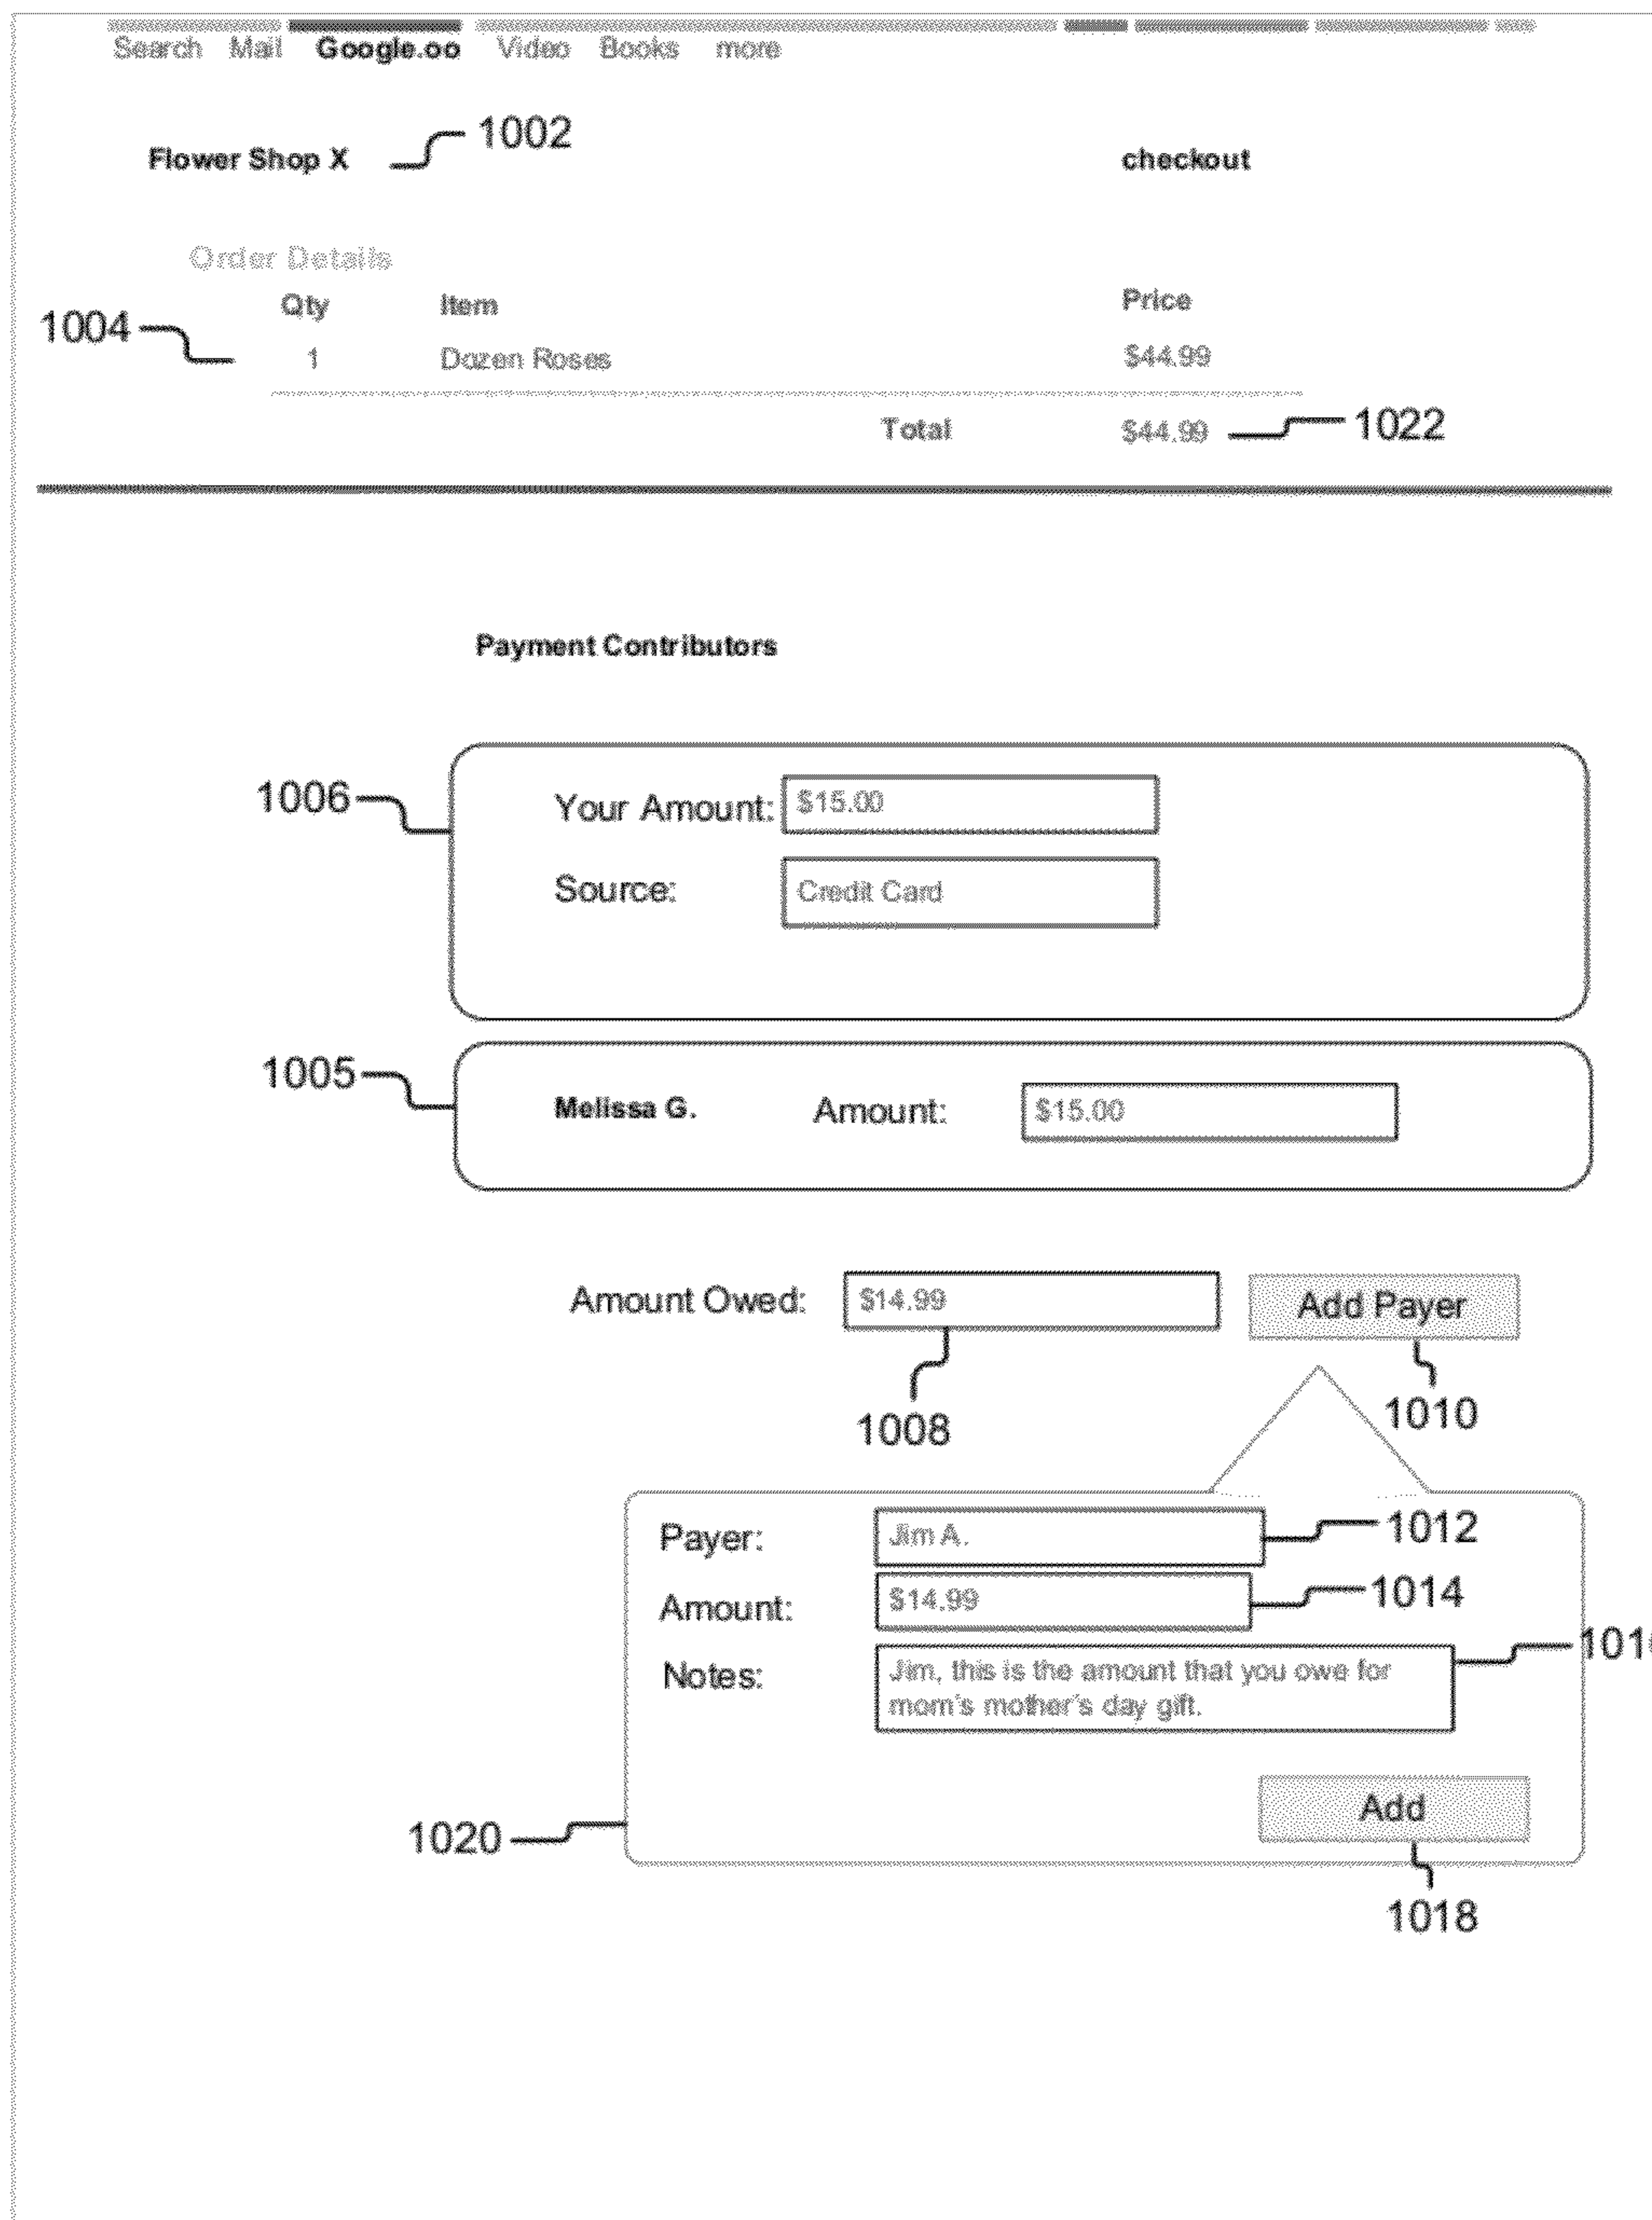 Search Mail Google.oo Video Books more
1002
Flower Shop X checkout
Order Details
Qty Item Price
1004
1 Dozen Roses $44.99
Total $44.99 1022
Payment Contributors
1006
Your Amount: $15.00
Source: Credit Card
1005
Melissa G. Amount: $15.00
Amount Owed: $14.99 Add Payer
1008 1010
Payer: Jim A. 1012
Amount: $14.99 1014
Notes: Jim, this is the amount that you owe for
mom's mother's day gift.
Add
1020
1018